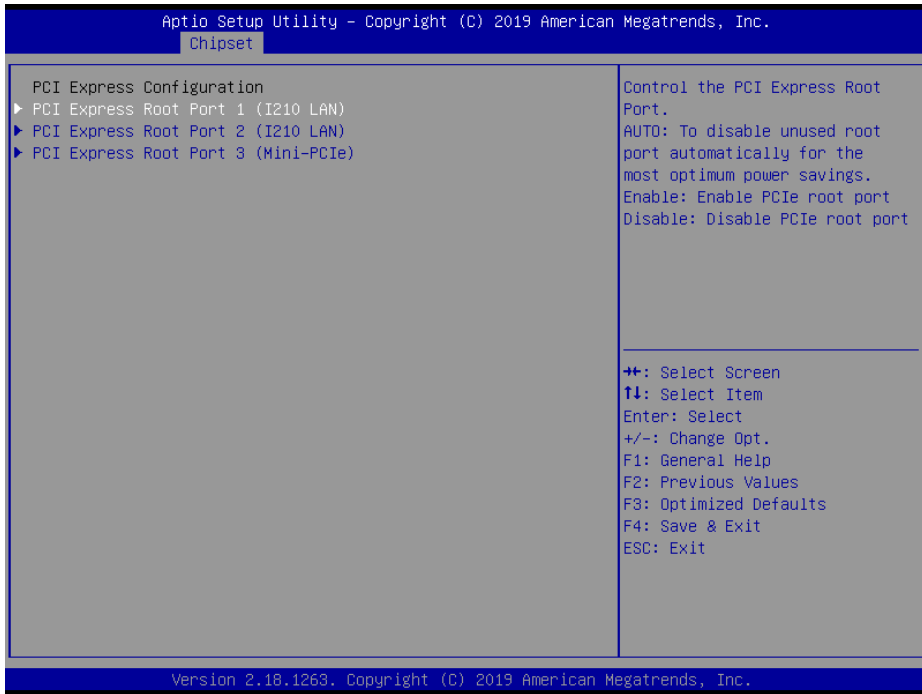 Aptio Setup Utility – Copyright (C) 2019 American Megatrends, Inc.
Chipset
PCI Express Configuration
PCI Express Root Port 1 (I210 LAN)
PCI Express Root Port 2 (I210 LAN)
PCI Express Root Port 3 (Mini-PCIe)
Control the PCI Express Root
Port.
AUTO: To disable unused root
port automatically for the
most optimum power savings.
Enable: Enable PCIe root port
Disable: Disable PCIe root port
→←: Select Screen
↑↓: Select Item
Enter: Select
+/-: Change Opt.
F1: General Help
F2: Previous Values
F3: Optimized Defaults
F4: Save & Exit
ESC: Exit
Version 2.18.1263. Copyright (C) 2019 American Megatrends, Inc.